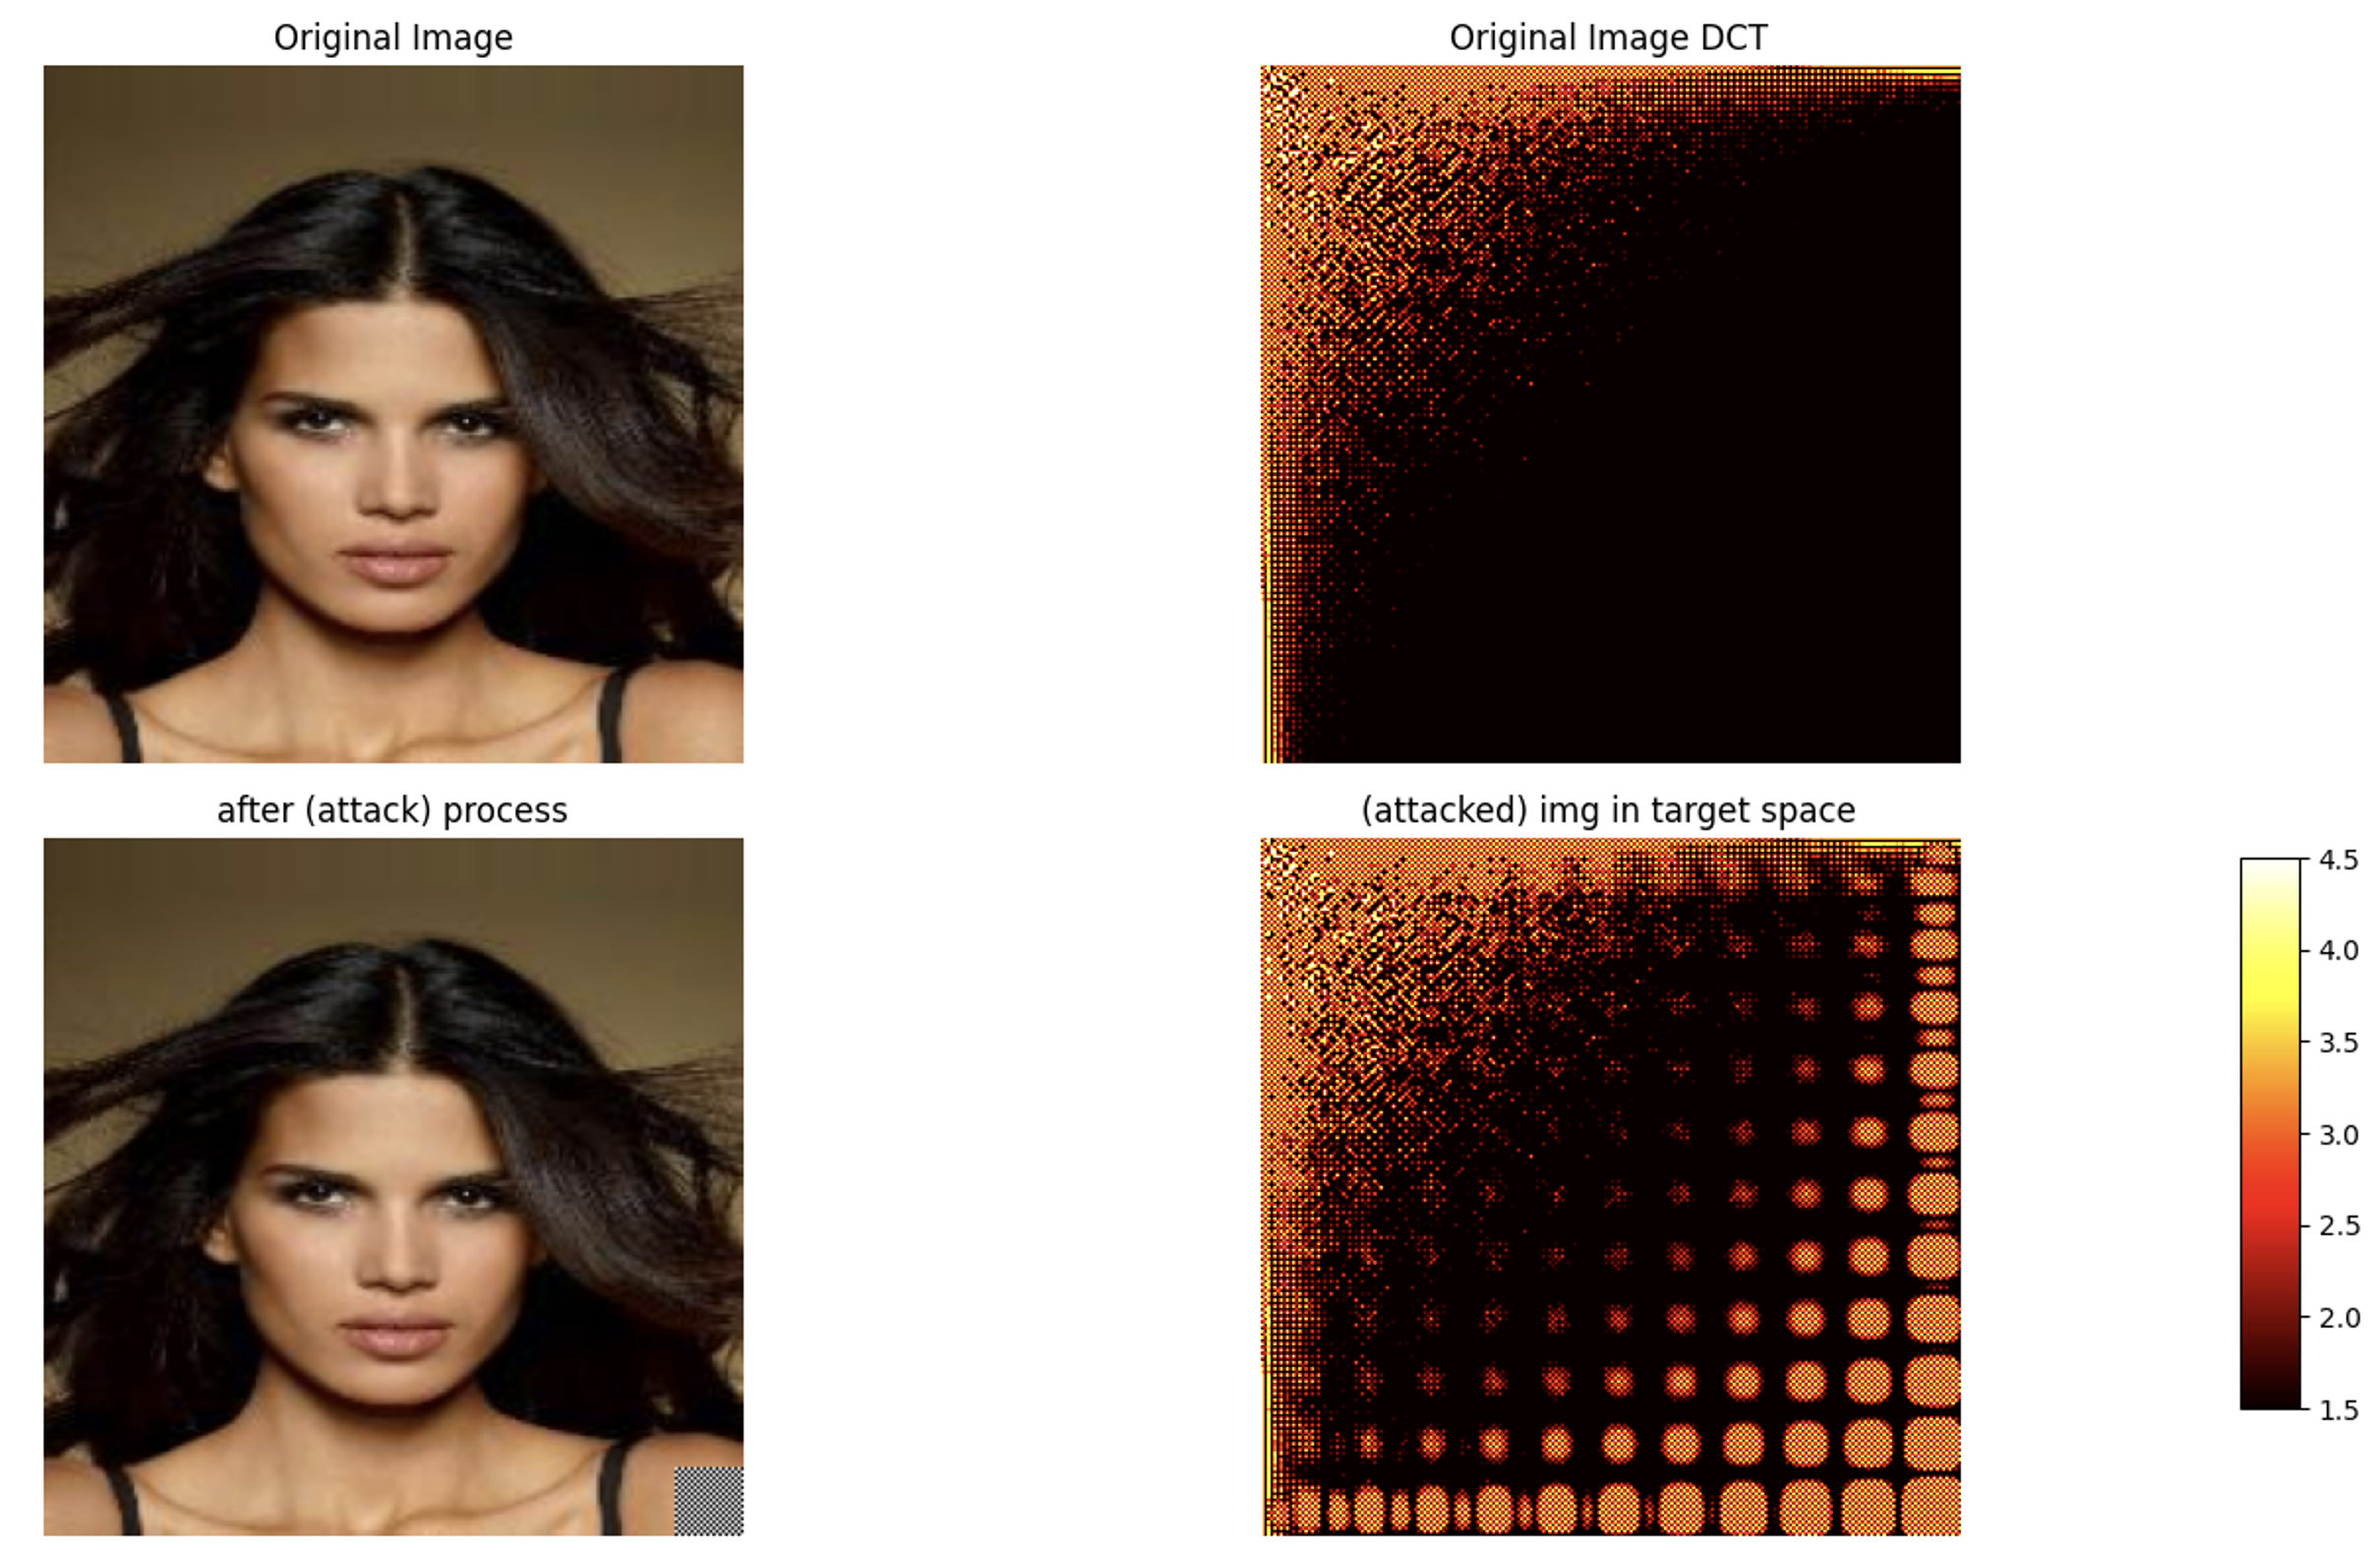 Original Image
Original Image DCT
after (attack) process
(attacked) img in target space
4.5
4.0
3.5
3.0
2.5
2.0
1.5